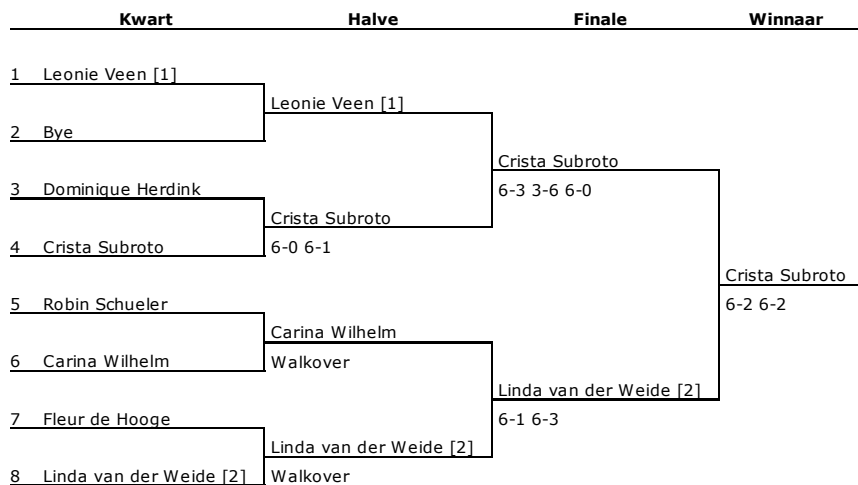 Kwart Halve Finale Winnaar
1 Leonie Veen [1]
Leonie Veen [1]
2 Bye
Crista Subroto
3 Dominique Herdink
6-3 3-6 6-0
Crista Subroto
4 Crista Subroto
6-0 6-1
Crista Subroto
5 Robin Schueler
6-2 6-2
Carina Wilhelm
6 Carina Wilhelm
Walkover
Linda van der Weide [2]
7 Fleur de Hooge
6-1 6-3
Linda van der Weide [2]
8 Linda van der Weide [2]
Walkover